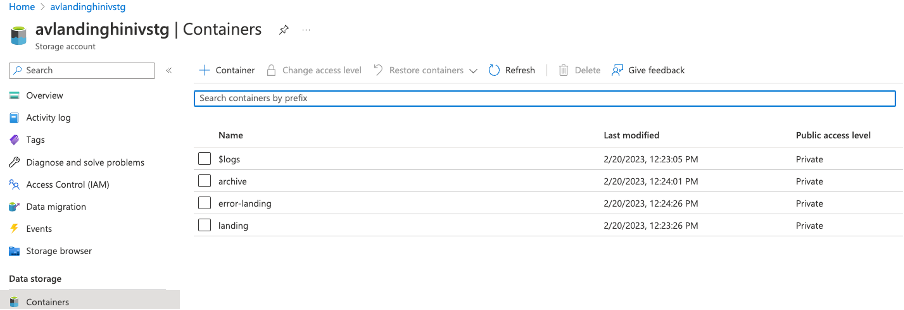 Home > avlandinghinivstg
avlandinghinivstg | Containers ...
Storage account
Search «
+ Container Change access level Restore containers Refresh Delete Give feedback
Overview
Activity log
Tags
Diagnose and solve problems
Access Control (IAM)
Data migration
Events
Storage browser
Data storage
Containers
Search containers by prefix
Name Last modified Public access level
$logs 2/20/2023, 12:23:05 PM Private
archive 2/20/2023, 12:24:01 PM Private
error-landing 2/20/2023, 12:24:26 PM Private
landing 2/20/2023, 12:23:26 PM Private